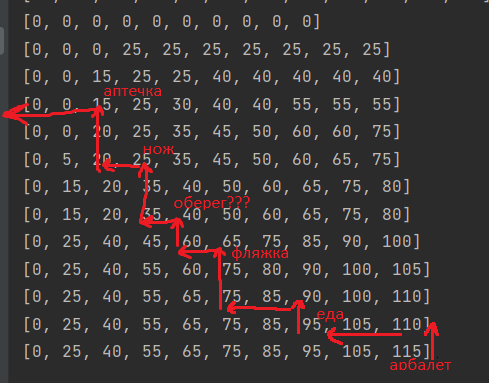 [0, 0, 0, 0, 0, 0, 0, 0, 0, 0]
[0, 0, 0, 25, 25, 25, 25, 25, 25, 25]
[0, 0, 15, 25, 25, 40, 40, 40, 40, 40]
аптечка
[0, 0, 15, 25, 30, 40, 40, 55, 55, 55]
[0, 0, 20, 25, 35, 45, 50, 60, 60, 75]
нож
[0, 5, 20, 25, 35, 45, 50, 60, 65, 75]
[0, 15, 20, 35, 40, 50, 60, 65, 75, 80]
оберег???
[0, 15, 20, 35, 40, 50, 60, 65, 75, 80]
[0, 25, 40, 45, 60, 65, 75, 85, 90, 100]
фляжка
[0, 25, 40, 55, 60, 75, 80, 90, 100, 105]
[0, 25, 40, 55, 65, 75, 85, 90, 100, 110]
еда
[0, 25, 40, 55, 65, 75, 85, 95, 105, 110]
[0, 25, 40, 55, 65, 75, 85, 95, 105, 115]
арбалет